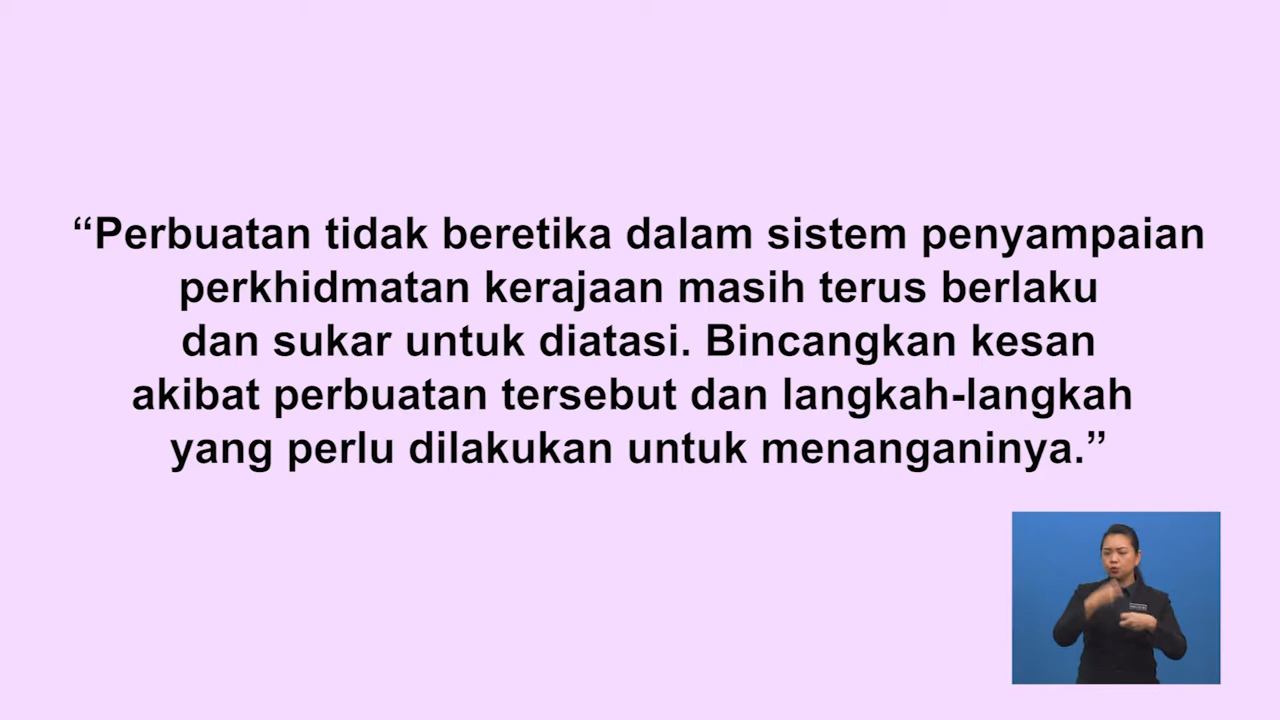 “Perbuatan tidak beretika dalam sistem penyampaian
perkhidmatan kerajaan masih terus berlaku
dan sukar untuk diatasi. Bincangkan kesan
akibat perbuatan tersebut dan langkah-langkah
yang perlu dilakukan untuk menanganinya.”